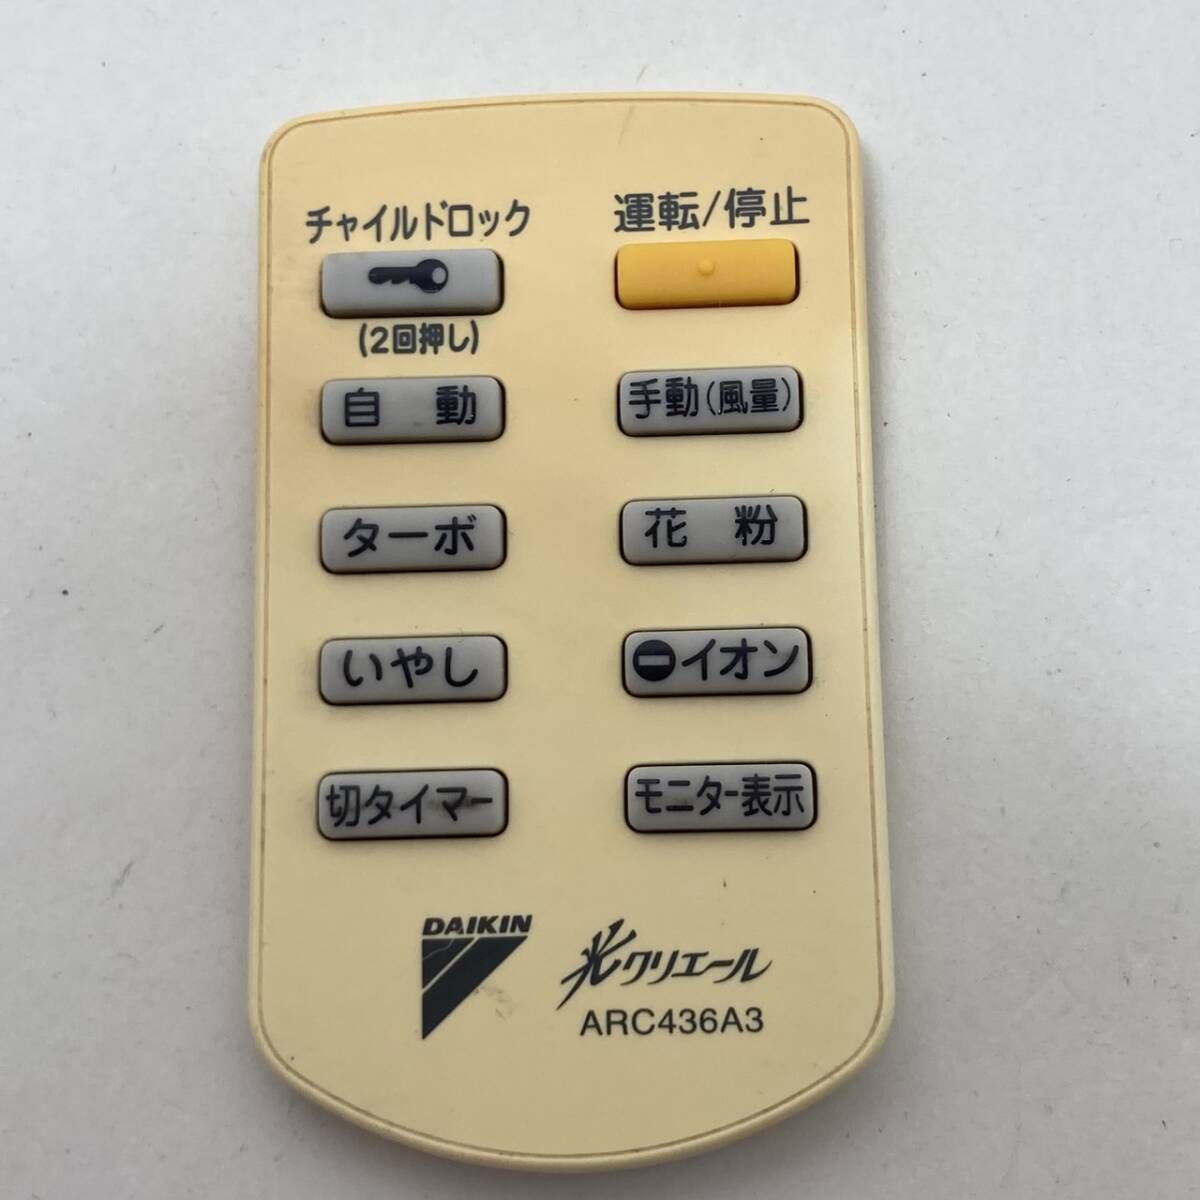 チャイルドロック
運転/停止
(2回押し)
自動
手動(風量)
ターボ
花粉
いやし
イオン
切タイマー
モニター表示
DAIKIN
光クリエール
ARC436A3